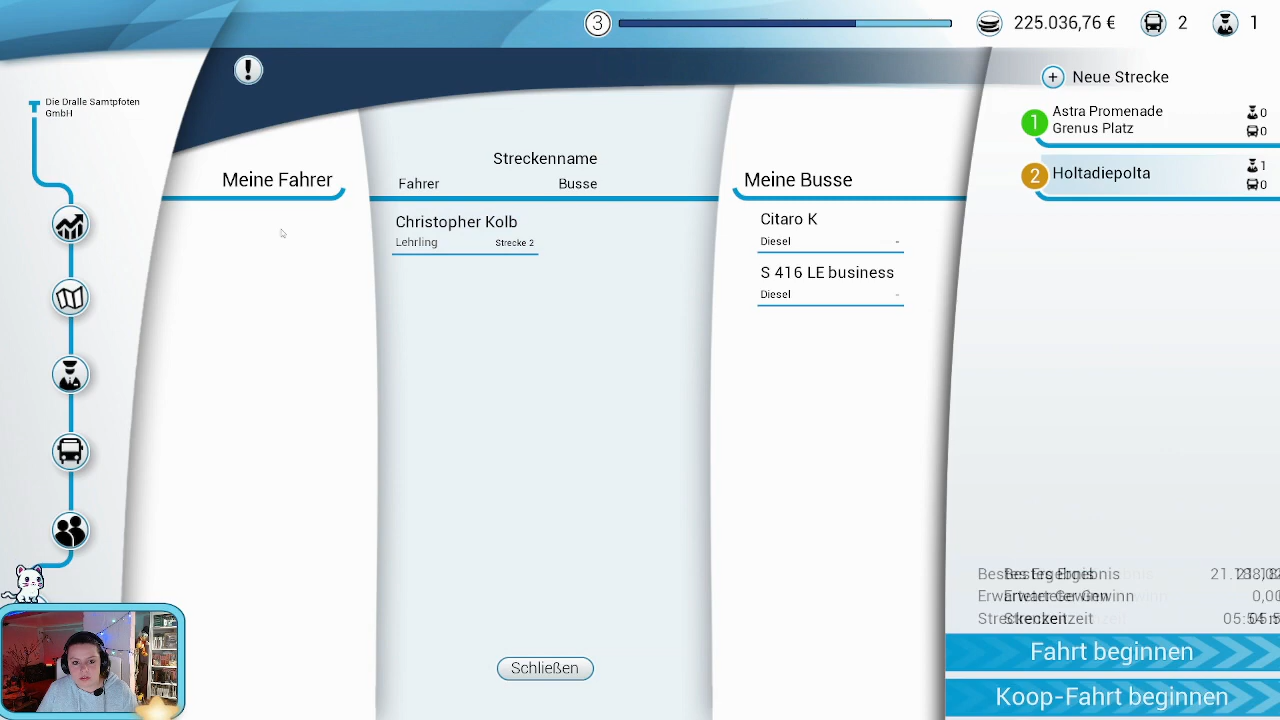 3
225.036,76 €
2
1
Neue Strecke
Die Dralle Samtpfoten
GmbH
1
Astra Promenade
Grenus Platz
0
0
2
Holtadiepolta
1
0
Meine Fahrer
Streckenname
Fahrer
Busse
Meine Busse
Christopher Kolb
Lehrling
Strecke 2
Citaro K
Diesel
-
S 416 LE business
Diesel
-
Streckenzeit
Schließen
Fahrt beginnen
Koop-Fahrt beginnen